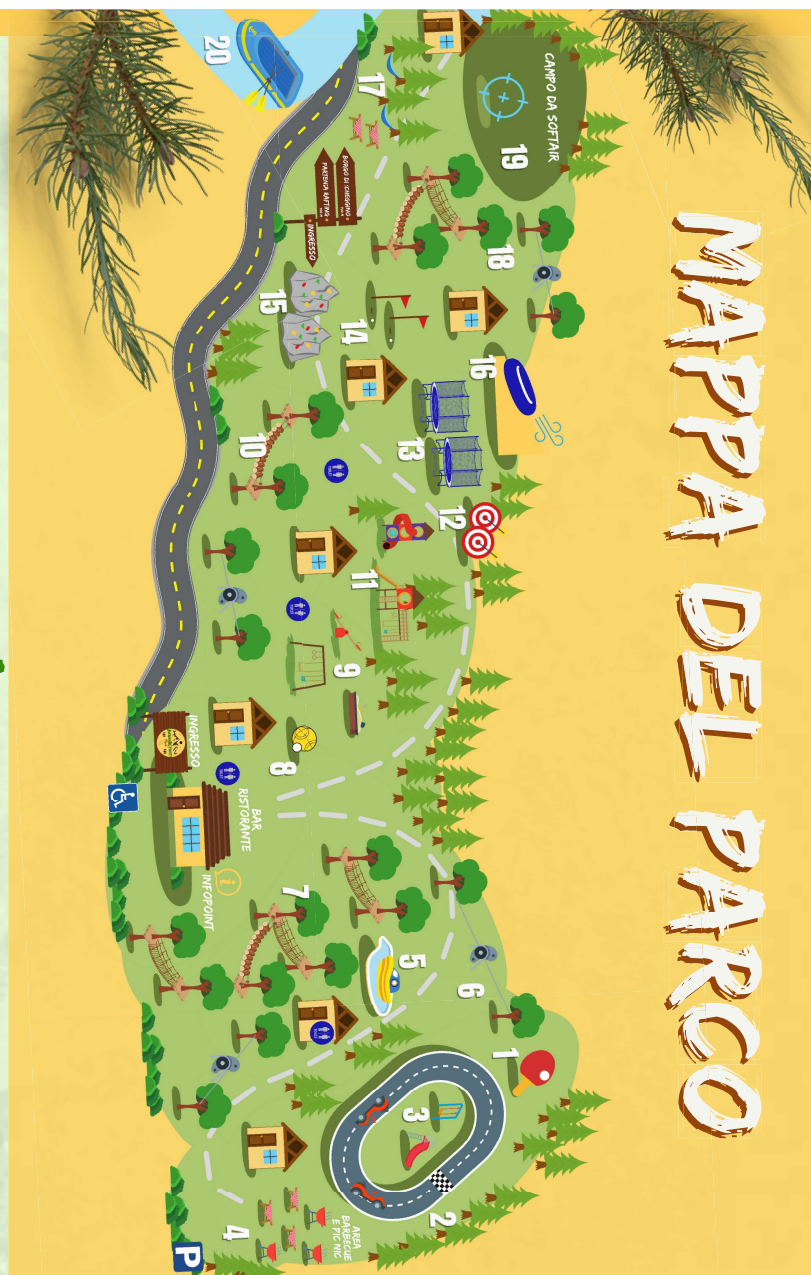 MAPPA DEL PARCO
CAMPO DA SOFTAIR
BORGO DI SCHEGGINO
PARTENZA RAFTING
INGRESSO
INGRESSO
BAR
RISTORANTE
INFOPOINT
AREA
BARBECUE
E PIC NIC
P
1
2
3
4
5
6
7
8
9
10
11
12
13
14
15
16
17
18
19
20